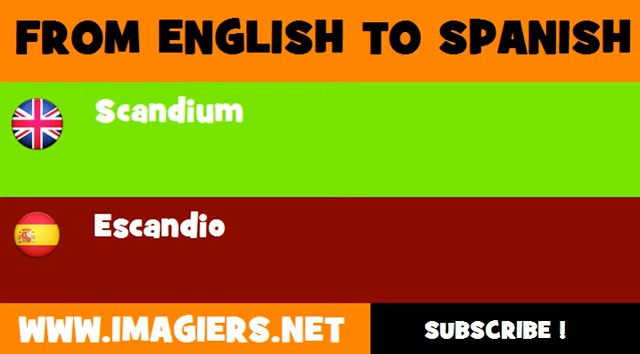 FROM ENGLISH TO SPANISH
Scandium
Escandio
WWW.IMAGIERS.NET
SUBSCRIBE !